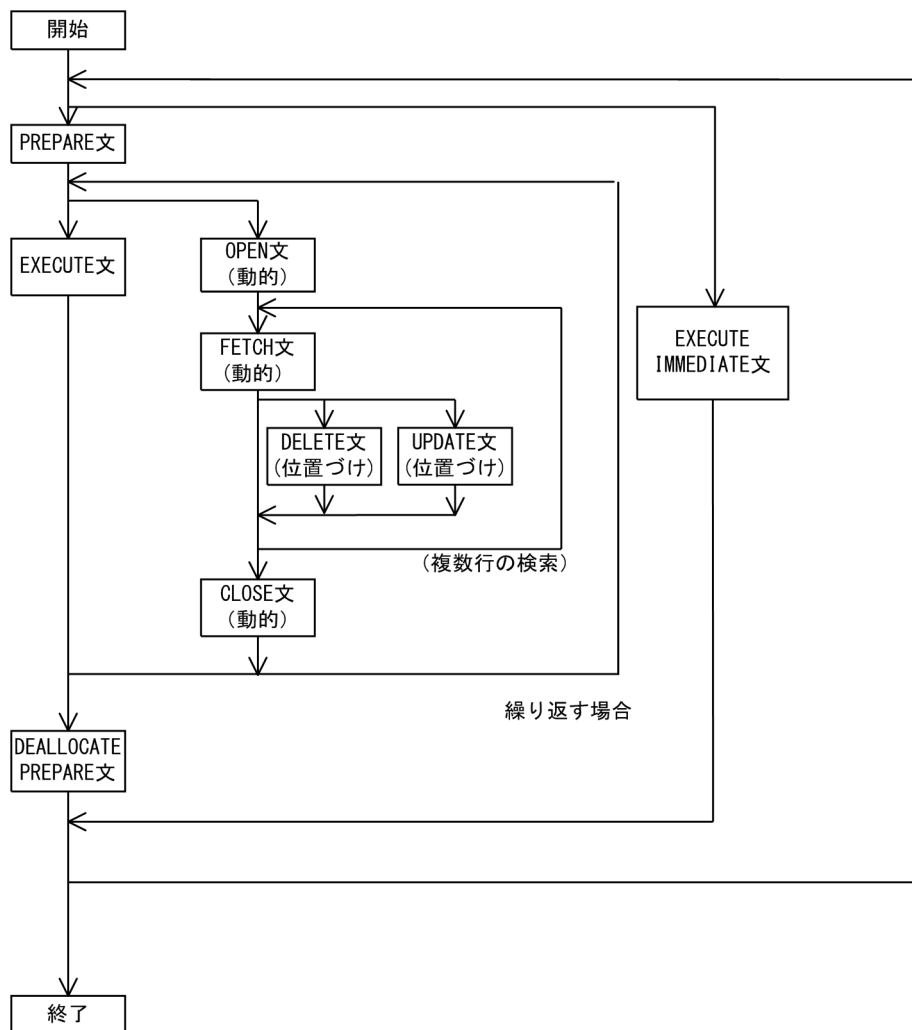 開始
PREPARE文
EXECUTE文
OPEN文
(動的)
FETCH文
(動的)
EXECUTE
IMMEDIATE文
DELETE文
(位置づけ)
UPDATE文
(位置づけ)
(複数行の検索)
CLOSE文
(動的)
繰り返す場合
DEALLOCATE
PREPARE文
終了